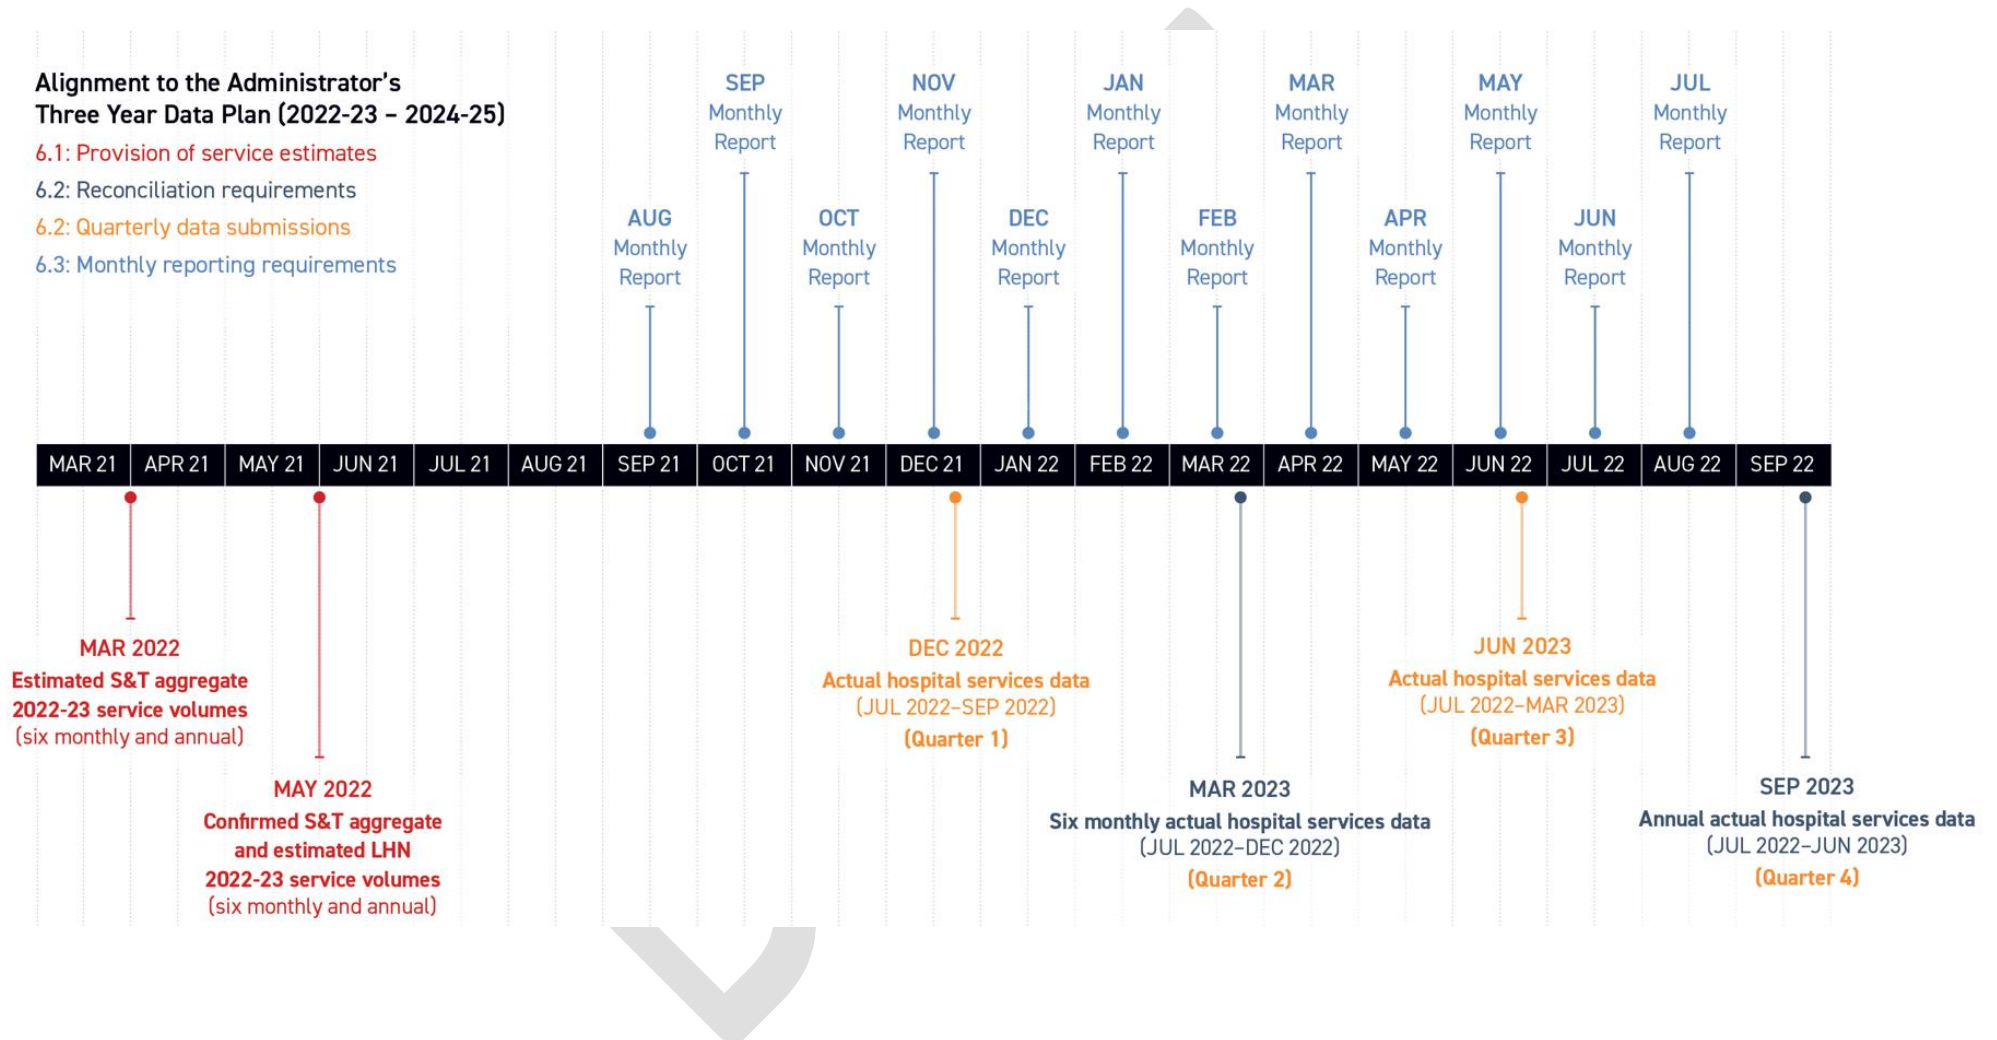 Alignment to the Administrator's
Three Year Data Plan (2022-23 – 2024-25)
6.1: Provision of service estimates
6.2: Reconciliation requirements
6.2: Quarterly data submissions
6.3: Monthly reporting requirements
AUG
Monthly
Report
SEP
Monthly
Report
OCT
Monthly
Report
NOV
Monthly
Report
DEC
Monthly
Report
JAN
Monthly
Report
FEB
Monthly
Report
MAR
Monthly
Report
APR
Monthly
Report
MAY
Monthly
Report
JUN
Monthly
Report
JUL
Monthly
Report
MAR 21 APR 21 MAY 21 JUN 21 JUL 21 AUG 21 SEP 21 OCT 21 NOV 21 DEC 21 JAN 22 FEB 22 MAR 22 APR 22 MAY 22 JUN 22 JUL 22 AUG 22 SEP 22
MAR 2022
Estimated S&T aggregate
2022-23 service volumes
(six monthly and annual)
MAY 2022
Confirmed S&T aggregate
and estimated LHN
2022-23 service volumes
(six monthly and annual)
DEC 2022
Actual hospital services data
(JUL 2022–SEP 2022)
(Quarter 1)
MAR 2023
Six monthly actual hospital services data
(JUL 2022–DEC 2022)
(Quarter 2)
JUN 2023
Actual hospital services data
(JUL 2022–MAR 2023)
(Quarter 3)
SEP 2023
Annual actual hospital services data
(JUL 2022–JUN 2023)
(Quarter 4)